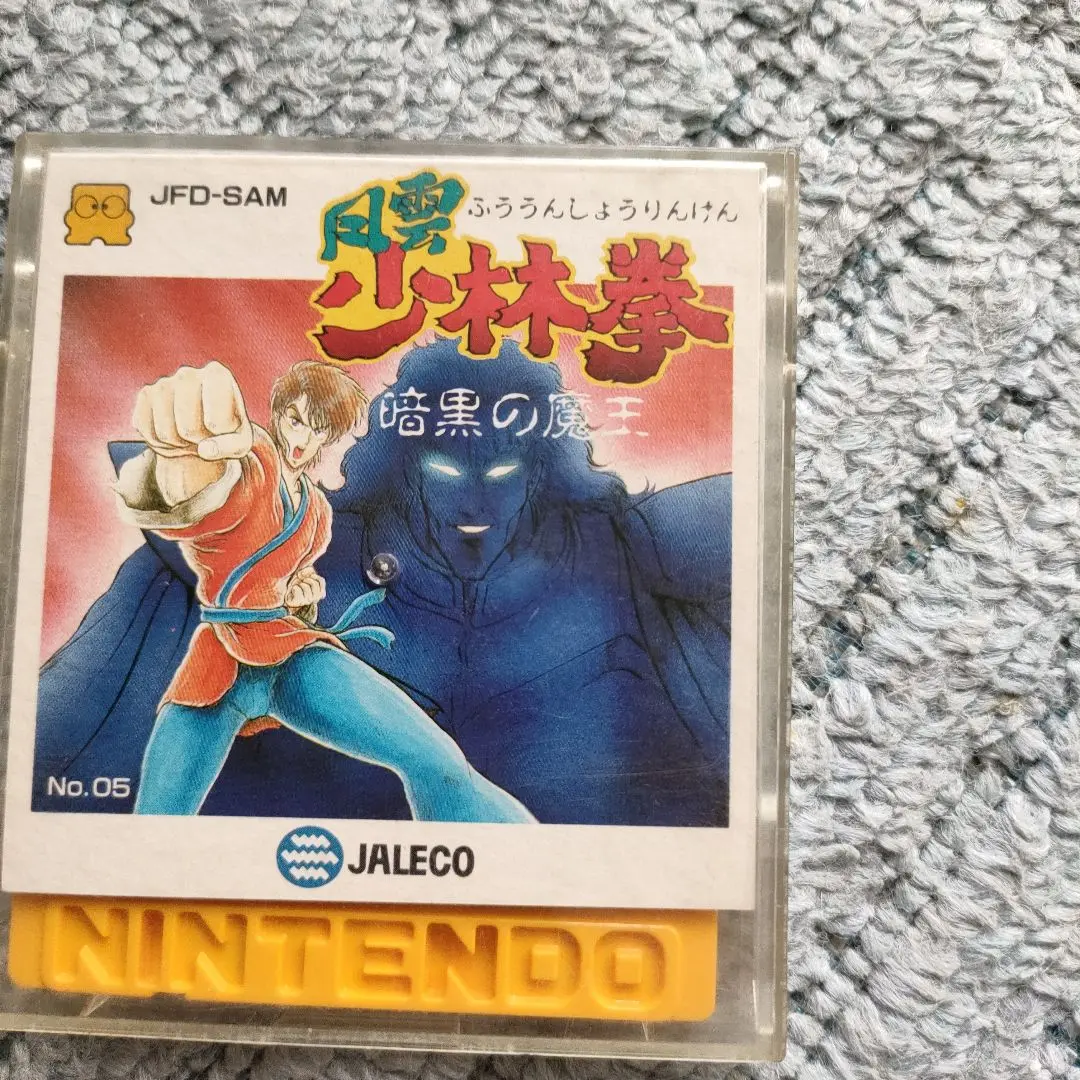 JFD-SAM
風雲
ふううんしょうりんけん
少林拳
暗黒の魔王
No.05
JALECO
NINTENDO